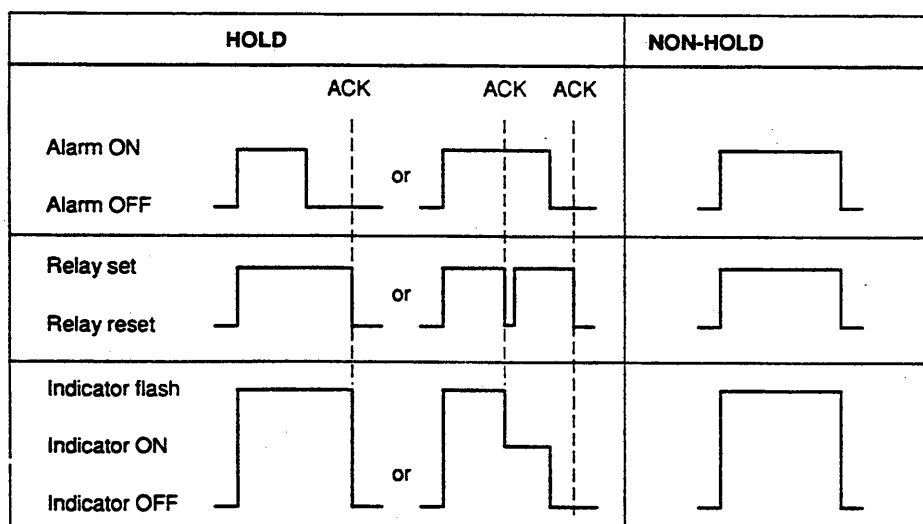 HOLD NON-HOLD
ACK ACK ACK
Alarm ON
or
Alarm OFF
Relay set
or
Relay reset
Indicator flash
Indicator ON
or
Indicator OFF